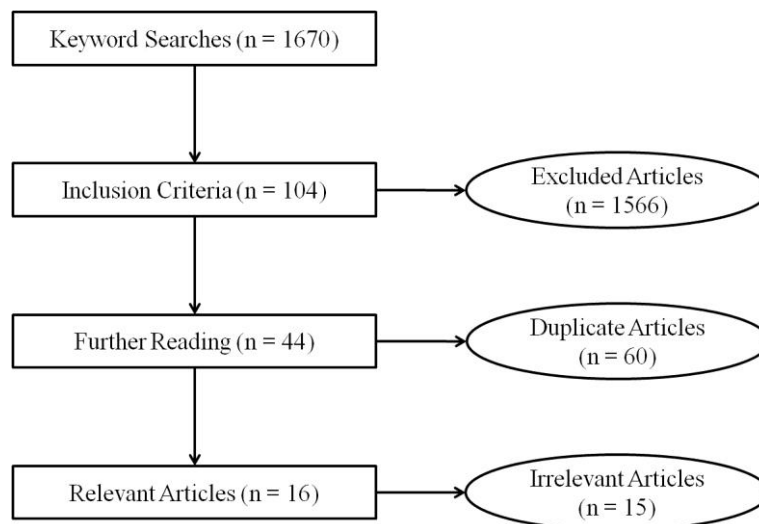 Keyword Searches (n = 1670)
Inclusion Criteria (n = 104)
Excluded Articles
(n = 1566)
Further Reading (n = 44)
Duplicate Articles
(n = 60)
Relevant Articles (n = 16)
Irrelevant Articles
(n = 15)